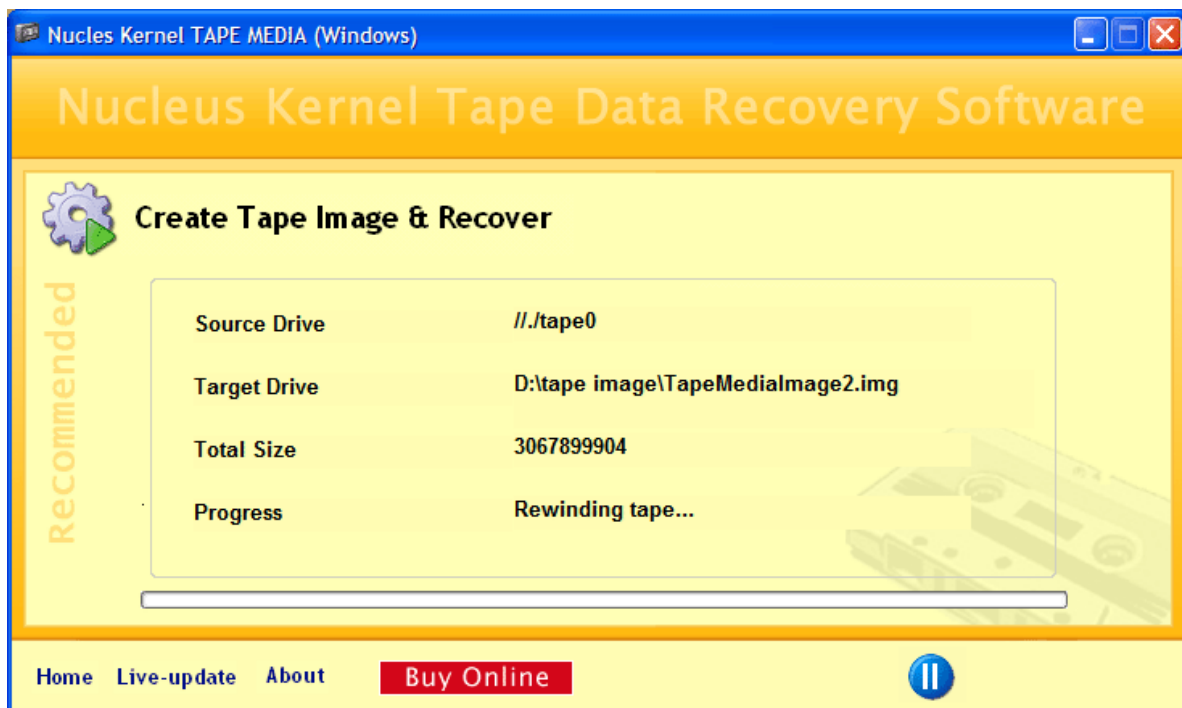 Nucles Kernel TAPE MEDIA (Windows)
Nucleus Kernel Tape Data Recovery Software
Create Tape Image & Recover
Recommended
Source Drive //./tape0
Target Drive D:\tape image\TapeMediaImage2.img
Total Size 3067899904
Progress Rewinding tape...
Home Live-update About Buy Online